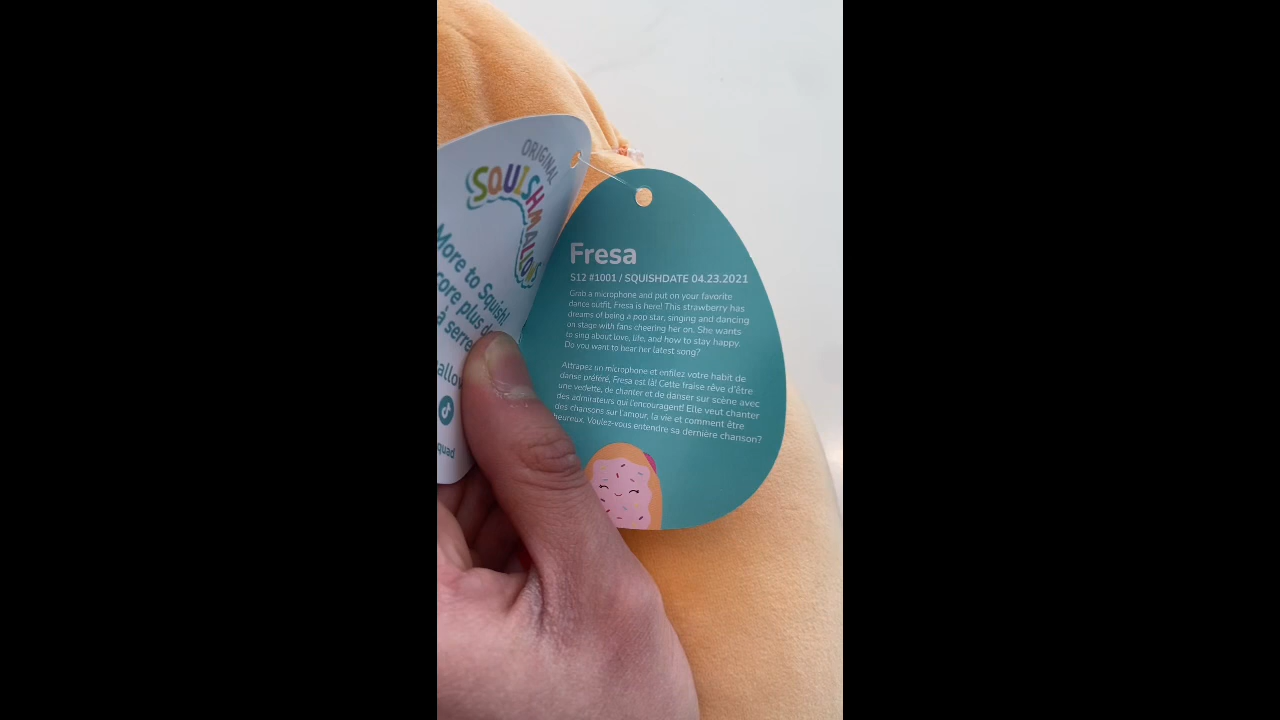 ORIGINAL
SQUISHMALLOWS
More to Squish!
core plus d
à serre
allow
quad
Fresa
S12 #1001 / SQUISHDATE 04.23.2021
Grab a microphone and put on your favorite
dance outfit, Fresa is here! This strawberry has
dreams of being a pop star, singing and dancing
on stage with fans cheering her on. She wants
to sing about love, life, and how to stay happy.
Do you want to hear her latest song?
Attrapez un microphone et enfilez votre habit de
danse préféré, Fresa est là! Cette fraise rêve d'être
une vedette, de chanter et de danser sur scène avec
des admirateurs qui l'encouragent! Elle veut chanter
des chansons sur l'amour, la vie et comment être
heureux. Voulez-vous entendre sa dernière chanson?